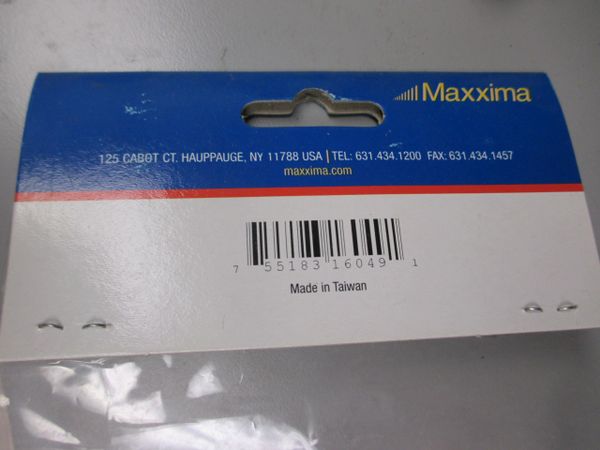 Maxxima
125 CABOT CT. HAUPPAUGE, NY 11788 USA | TEL: 631.434.1200 FAX: 631.434.1457
maxxima.com
7 55183 16049 1
Made in Taiwan